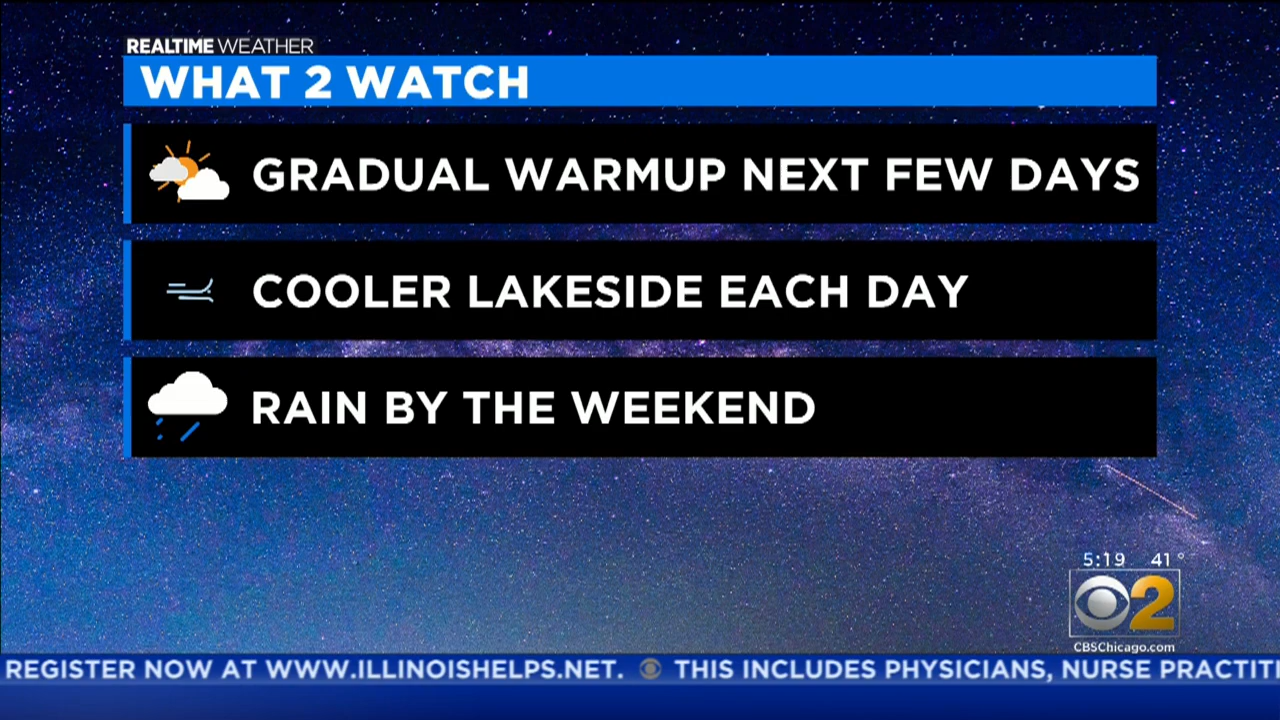 REALTIME WEATHER
WHAT 2 WATCH
GRADUAL WARMUP NEXT FEW DAYS
COOLER LAKESIDE EACH DAY
RAIN BY THE WEEKEND
5:19 41°
2
CBSChicago.com
REGISTER NOW AT WWW.ILLINOISHELPS.NET. THIS INCLUDES PHYSICIANS, NURSE PRACTITI